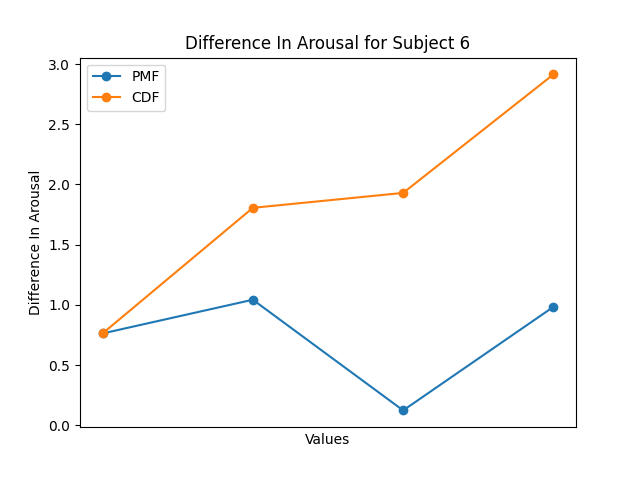 Difference In Arousal for Subject 6
PMF
CDF
3.0
2.5
2.0
1.5
1.0
0.5
0.0
Difference In Arousal
Values